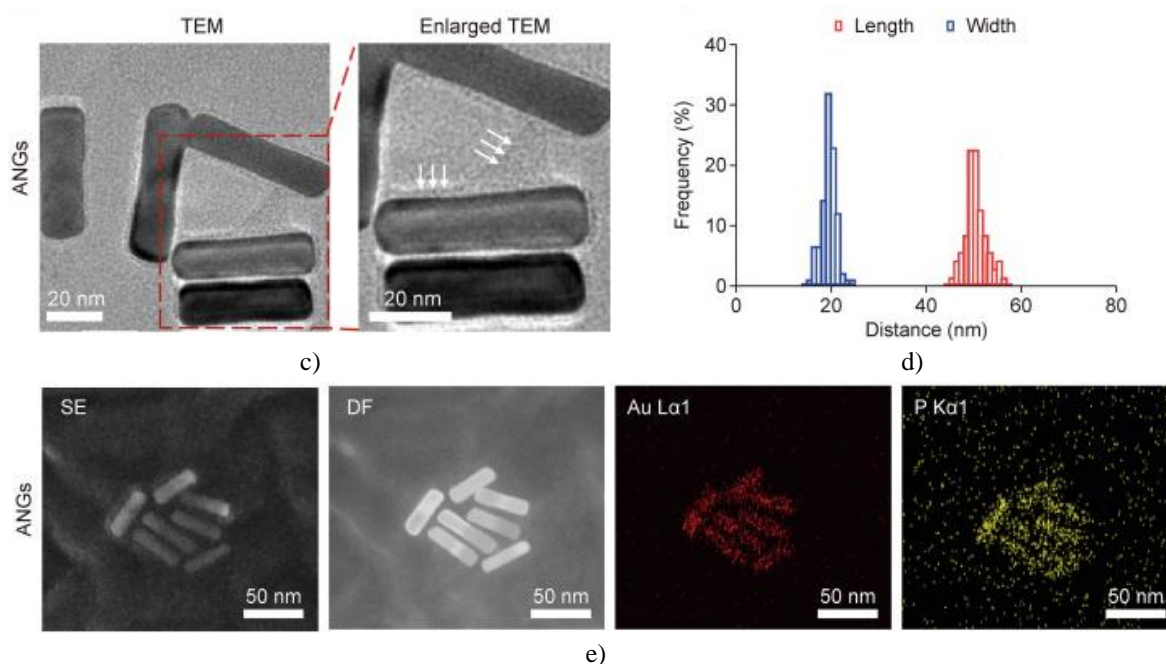 TEM
Enlarged TEM
ANGs
20 nm
20 nm
c)
Length
Width
Frequency (%)
40
30
20
10
0
0
20
40
60
80
Distance (nm)
d)
ANGs
SE
50 nm
DF
50 nm
Au Lα1
50 nm
P Kα1
50 nm
e)